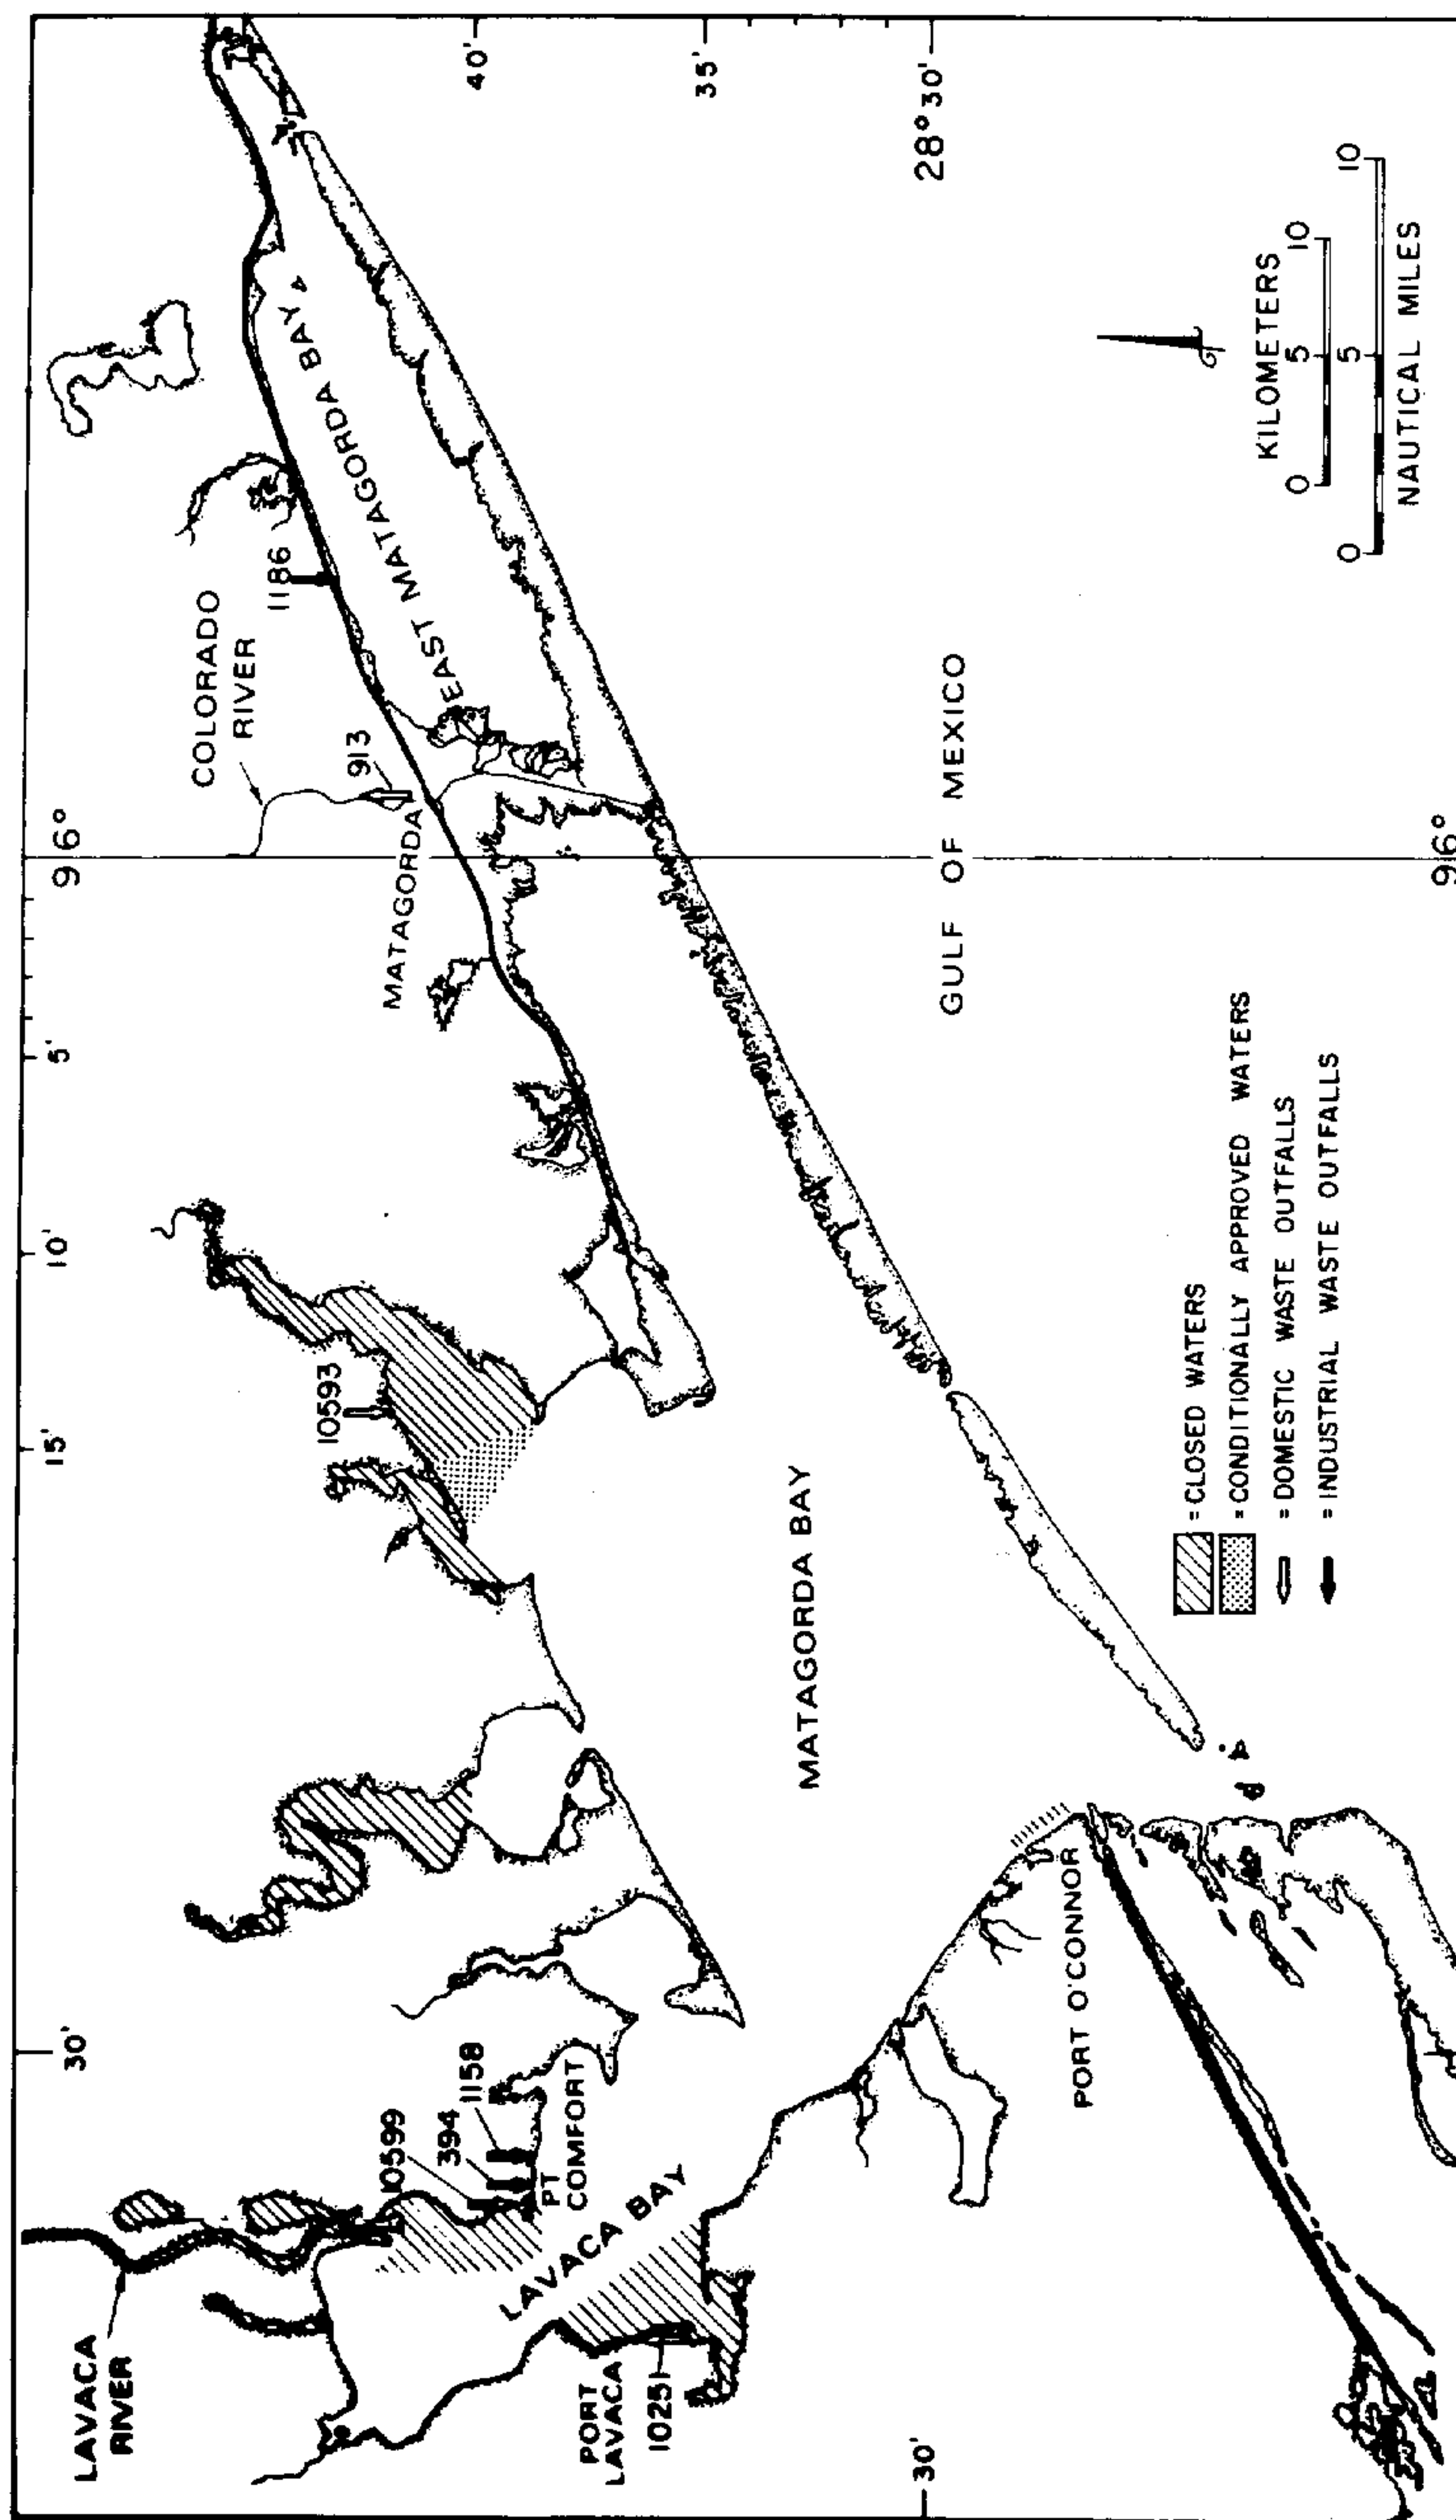 LAVACA
RIVER
30'
15'
10'
5'
96°
COLORADO
RIVER
10599
394
1158
10593
1186
913
MATAGORDA
EAST MATAGORDA BAY
PT
COMFORT
LAVACA BAY
PORT
LAVACA
10251
40'
35'
28°30'
30'
MATAGORDA BAY
GULF OF MEXICO
PORT O'CONNOR
= CLOSED WATERS
= CONDITIONALLY APPROVED WATERS
= DOMESTIC WASTE OUTFALLS
= INDUSTRIAL WASTE OUTFALLS
KILOMETERS
0 5 10
0 5 10
NAUTICAL MILES
96°